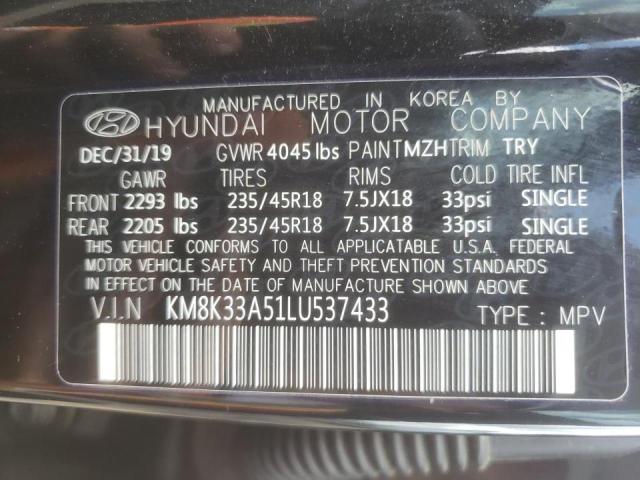 MANUFACTURED IN KOREA BY
HYUNDAI MOTOR COMPANY
DEC/31/19 GVWR 4045 lbs PAINT MZH TRIM TRY
GAWR TIRES RIMS COLD TIRE INFL
FRONT 2293 lbs 235/45R18 7.5JX18 33psi SINGLE
REAR 2205 lbs 235/45R18 7.5JX18 33psi SINGLE
THIS VEHICLE CONFORMS TO ALL APPLICABLE U.S.A. FEDERAL
MOTOR VEHICLE SAFETY AND THEFT PREVENTION STANDARDS
IN EFFECT ON THE DATE OF MANUFACTURE SHOWN ABOVE
V.I.N KM8K33A51LU537433 TYPE : MPV